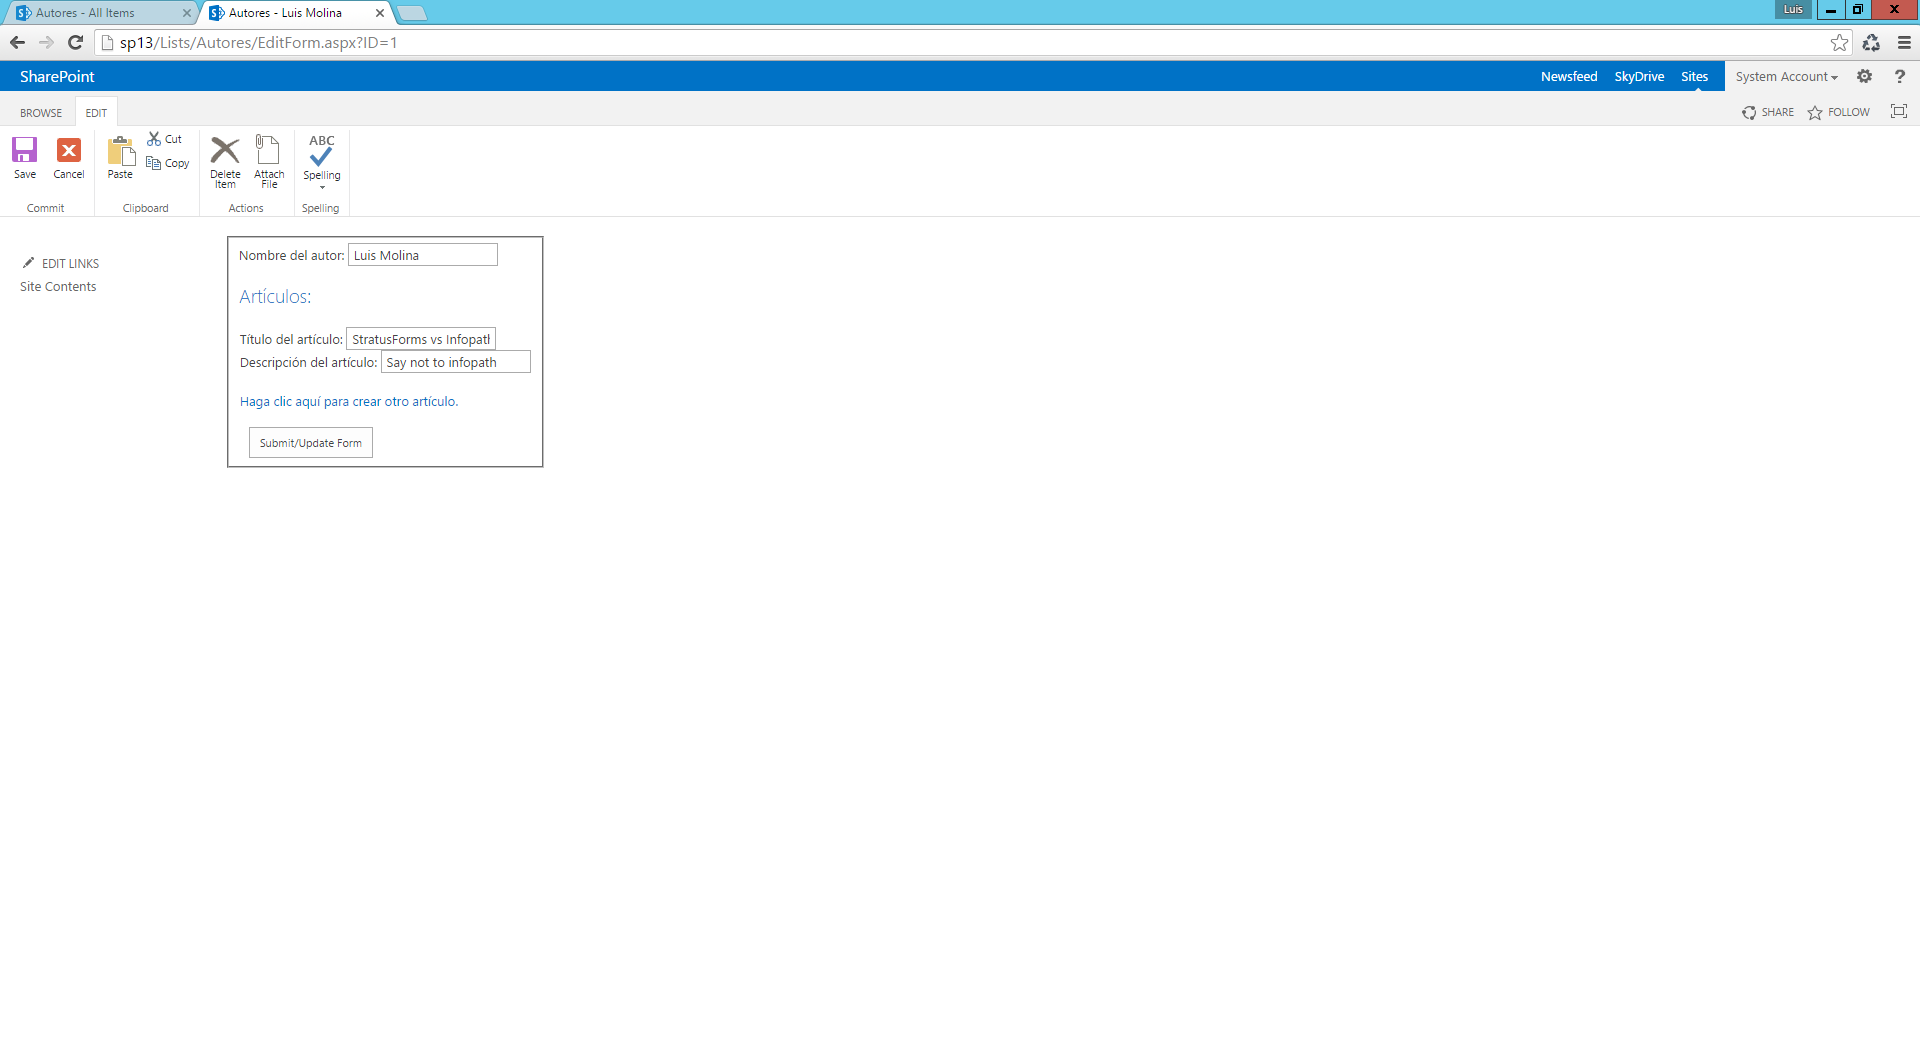 Autores - All Items
Autores - Luis Molina
Luis
sp13/Lists/Autores/EditForm.aspx?ID=1
SharePoint
Newsfeed
SkyDrive
Sites
System Account
?
BROWSE
EDIT
SHARE
FOLLOW
Save
Cancel
Commit
Paste
Cut
Copy
Clipboard
Delete
Item
Attach
File
Actions
ABC
Spelling
Spelling
EDIT LINKS
Site Contents
Nombre del autor: Luis Molina
Artículos:
Título del artículo: StratusForms vs Infopath
Descripción del artículo: Say not to infopath
Haga clic aquí para crear otro artículo.
Submit/Update Form